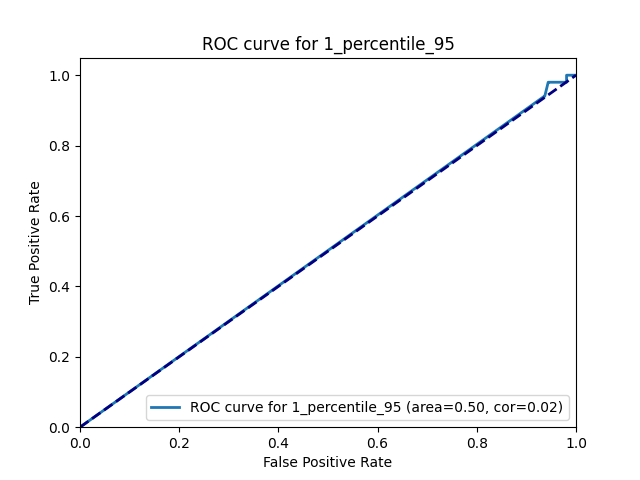 ROC curve for 1_percentile_95
True Positive Rate
1.0
0.8
0.6
0.4
0.2
0.0
ROC curve for 1_percentile_95 (area=0.50, cor=0.02)
0.0 0.2 0.4 0.6 0.8 1.0
False Positive Rate